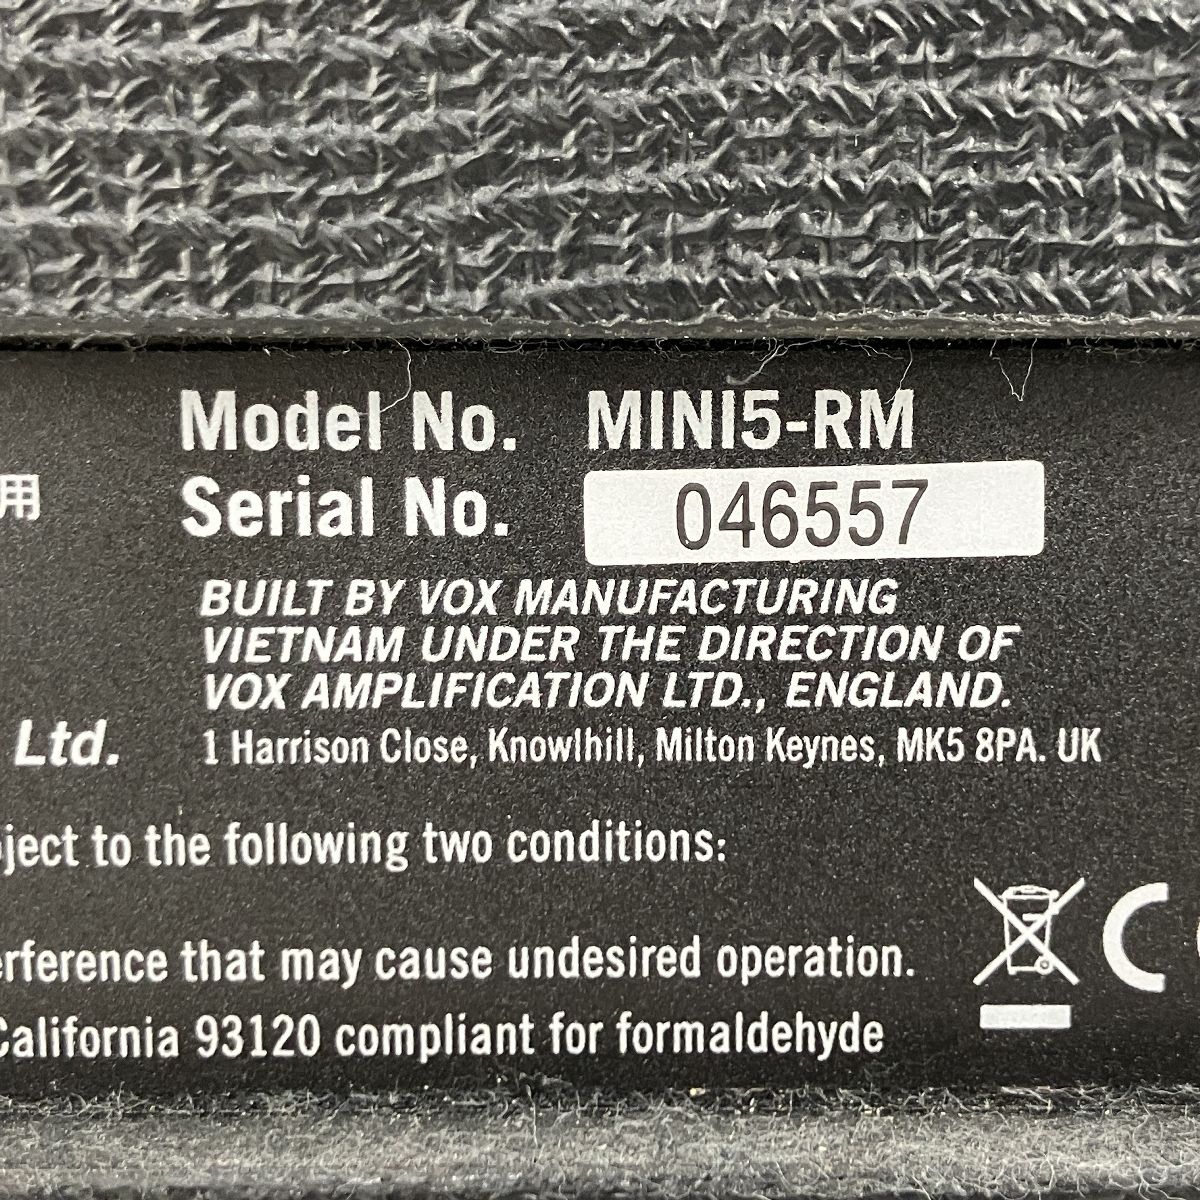 Model No. MINI5-RM
用
Serial No. 046557
BUILT BY VOX MANUFACTURING
VIETNAM UNDER THE DIRECTION OF
VOX AMPLIFICATION LTD., ENGLAND.
Ltd.
1 Harrison Close, Knowlhill, Milton Keynes, MK5 8PA. UK
to the following two conditions:
that may cause undesired operation.
California 93120 compliant for formaldehyde